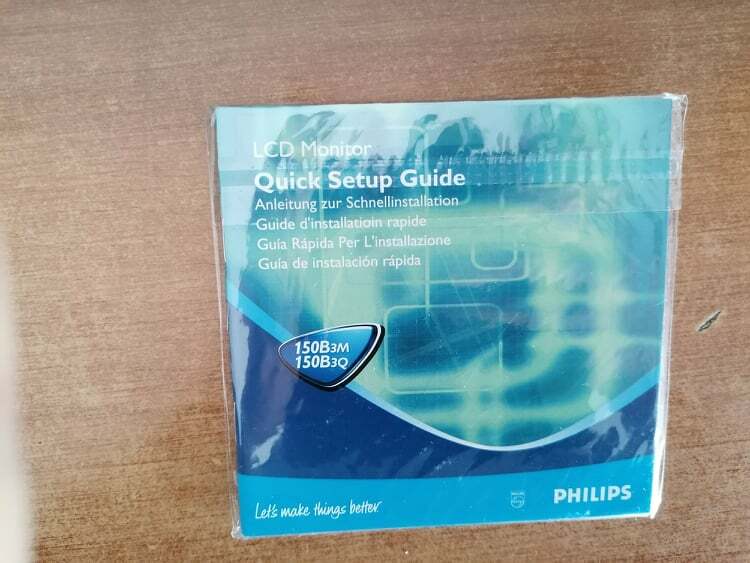 LCD Monitor
Quick Setup Guide
Anleitung zur Schnellinstallation
Guide d'installatioin rapide
Guía Rápida Per L'installazione
Guía de instalación rápida
150B3M
150B3Q
Let's make things better
PHILIPS